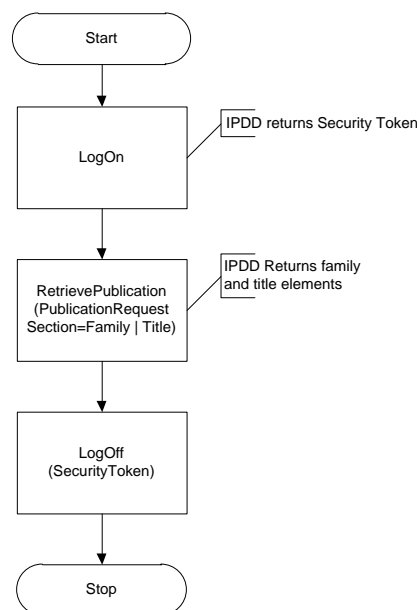 Start
LogOn
IPDD returns Security Token
RetrievePublication
(PublicationRequest
Section=Family | Title)
IPDD Returns family
and title elements
LogOff
(SecurityToken)
Stop